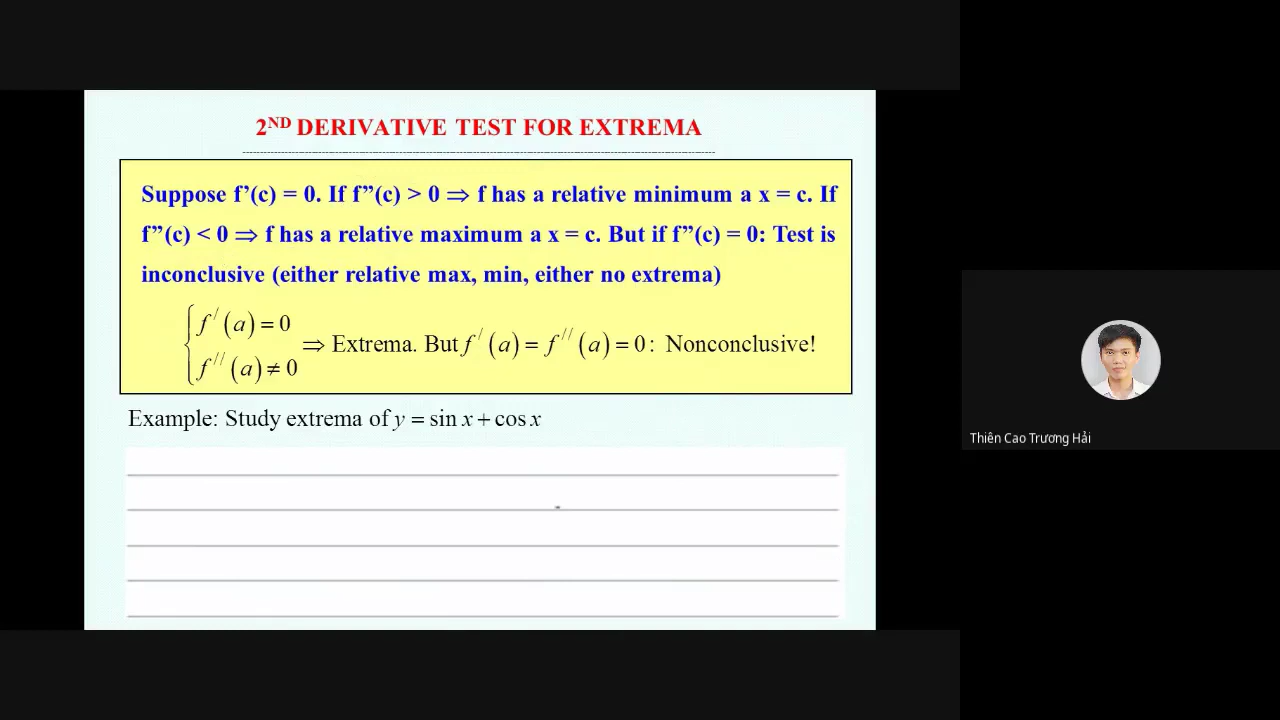 2ND DERIVATIVE TEST FOR EXTREMA
Suppose f'(c) = 0. If f”(c) > 0 ⇒ f has a relative minimum a x = c. If
f”(c) < 0 ⇒ f has a relative maximum a x = c. But if f”(c) = 0: Test is
inconclusive (either relative max, min, either no extrema)
{ f/(a) = 0
f//(a) ≠ 0 ⇒ Extrema. But f/(a) = f//(a) = 0: Nonconclusive!
Example: Study extrema of y = sin x + cos x
Thiên Cao Trương Hải